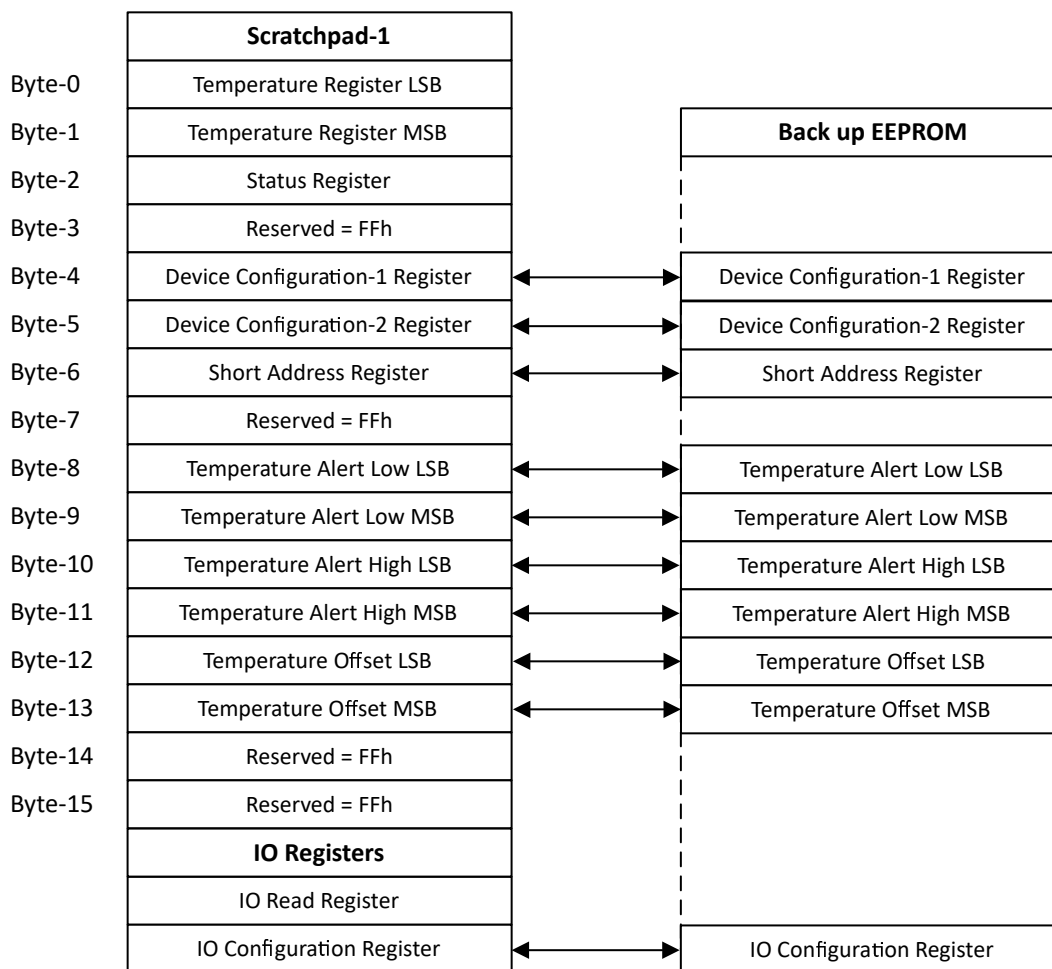 Scratchpad-1
Byte-0 Temperature Register LSB
Byte-1 Temperature Register MSB Back up EEPROM
Byte-2 Status Register
Byte-3 Reserved = FFh
Byte-4 Device Configuration-1 Register Device Configuration-1 Register
Byte-5 Device Configuration-2 Register Device Configuration-2 Register
Byte-6 Short Address Register Short Address Register
Byte-7 Reserved = FFh
Byte-8 Temperature Alert Low LSB Temperature Alert Low LSB
Byte-9 Temperature Alert Low MSB Temperature Alert Low MSB
Byte-10 Temperature Alert High LSB Temperature Alert High LSB
Byte-11 Temperature Alert High MSB Temperature Alert High MSB
Byte-12 Temperature Offset LSB Temperature Offset LSB
Byte-13 Temperature Offset MSB Temperature Offset MSB
Byte-14 Reserved = FFh
Byte-15 Reserved = FFh
IO Registers
IO Read Register
IO Configuration Register IO Configuration Register